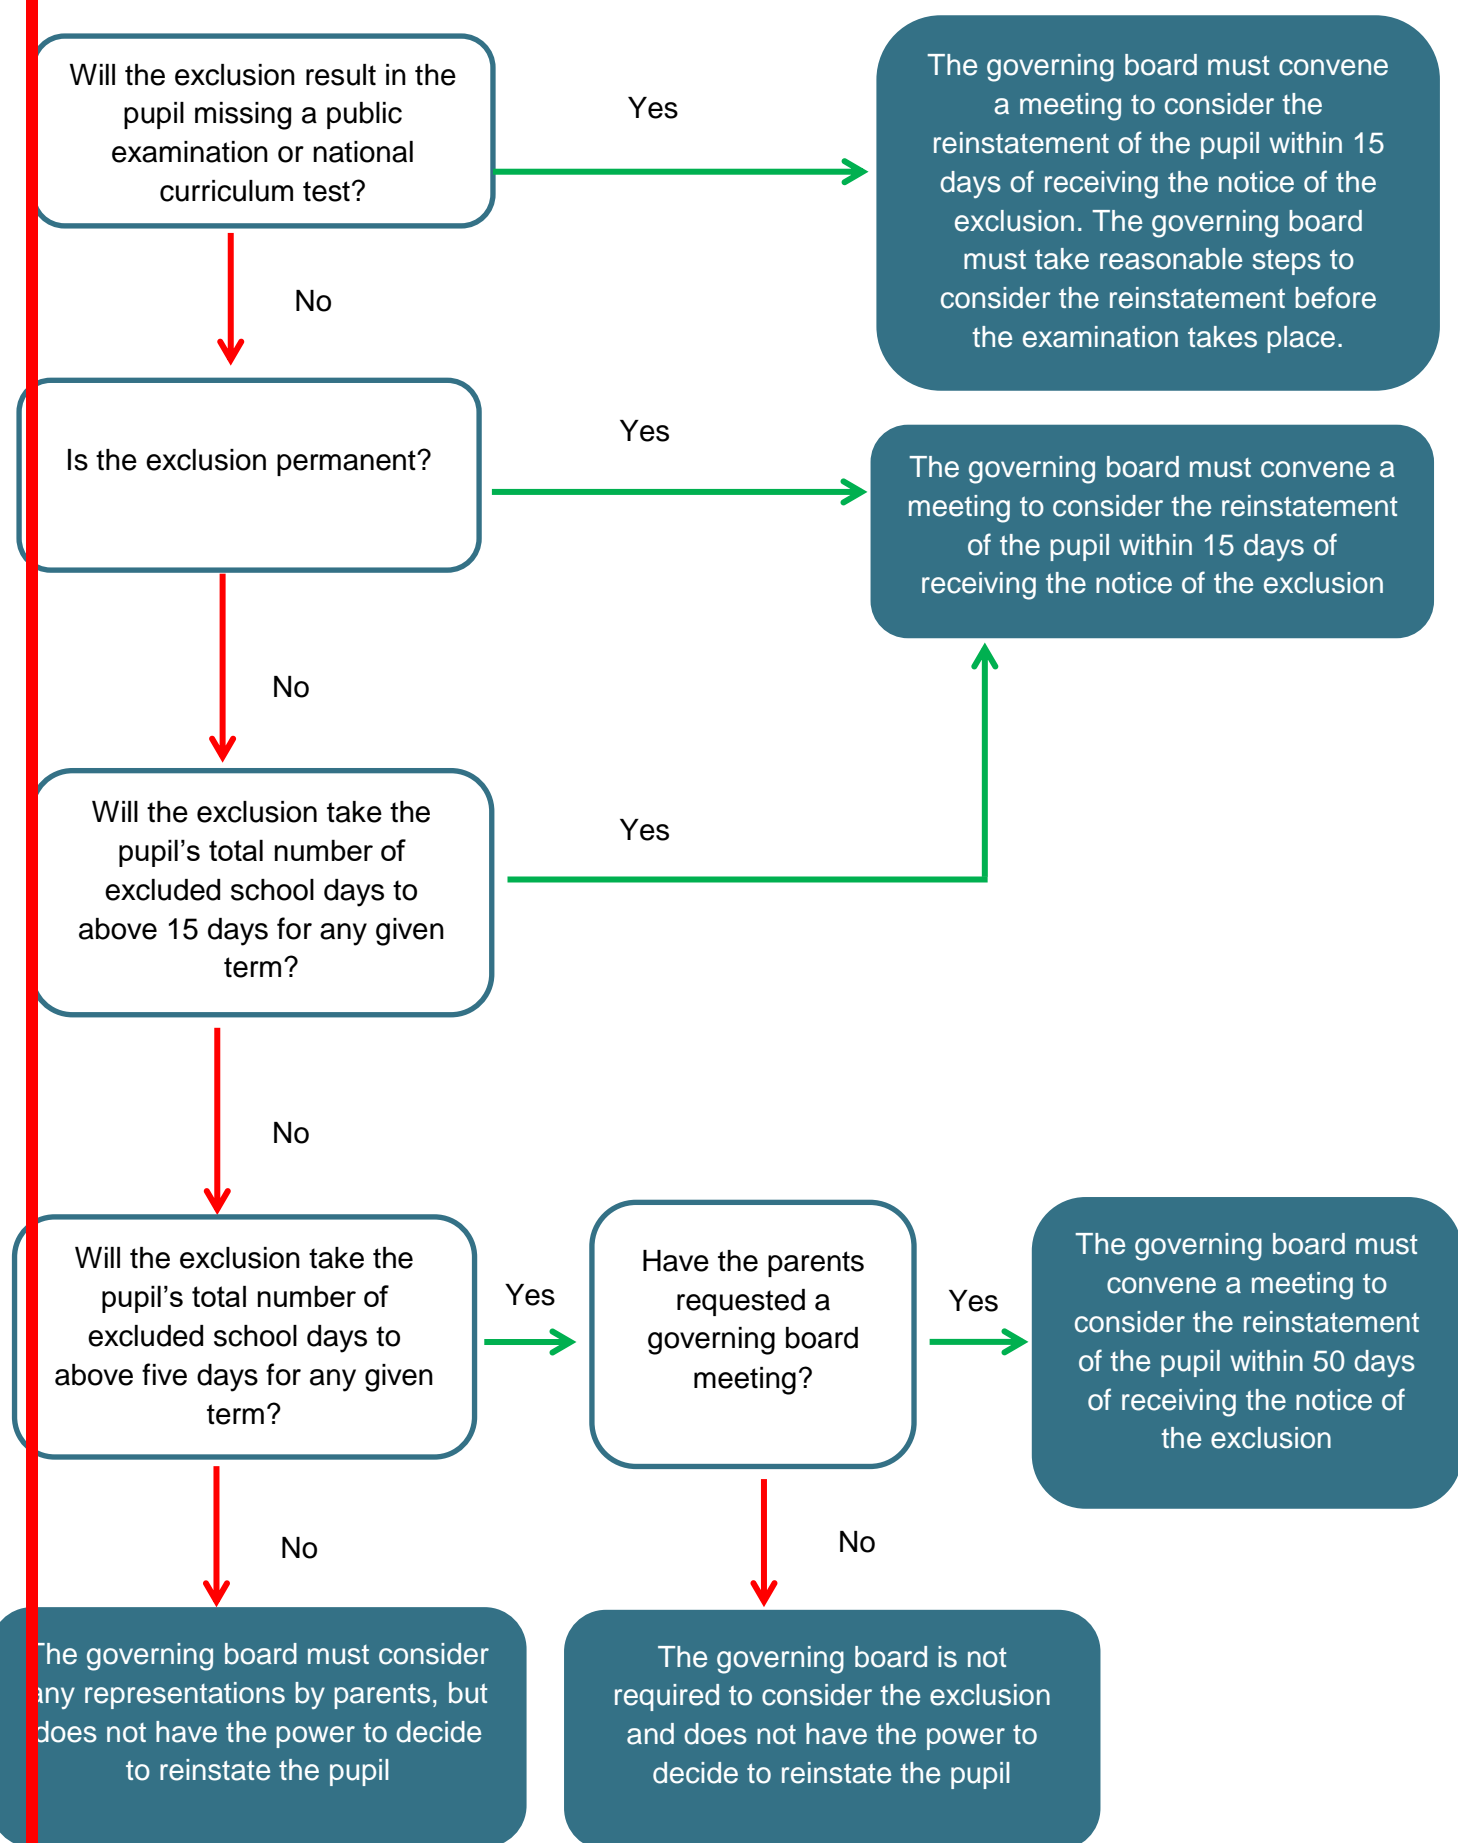 Will the exclusion result in the
pupil missing a public
examination or national
curriculum test?
Yes
The governing board must convene
a meeting to consider the
reinstatement of the pupil within 15
days of receiving the notice of the
exclusion. The governing board
must take reasonable steps to
consider the reinstatement before
the examination takes place.
No
Is the exclusion permanent?
Yes
The governing board must convene a
meeting to consider the reinstatement
of the pupil within 15 days of
receiving the notice of the exclusion
No
Will the exclusion take the
pupil’s total number of
excluded school days to
above 15 days for any given
term?
Yes
No
Will the exclusion take the
pupil’s total number of
excluded school days to
above five days for any given
term?
Yes
Have the parents
requested a
governing board
meeting?
Yes
The governing board must
convene a meeting to
consider the reinstatement
of the pupil within 50 days
of receiving the notice of
the exclusion
No
No
The governing board must consider
any representations by parents, but
does not have the power to decide
to reinstate the pupil
The governing board is not
required to consider the exclusion
and does not have the power to
decide to reinstate the pupil